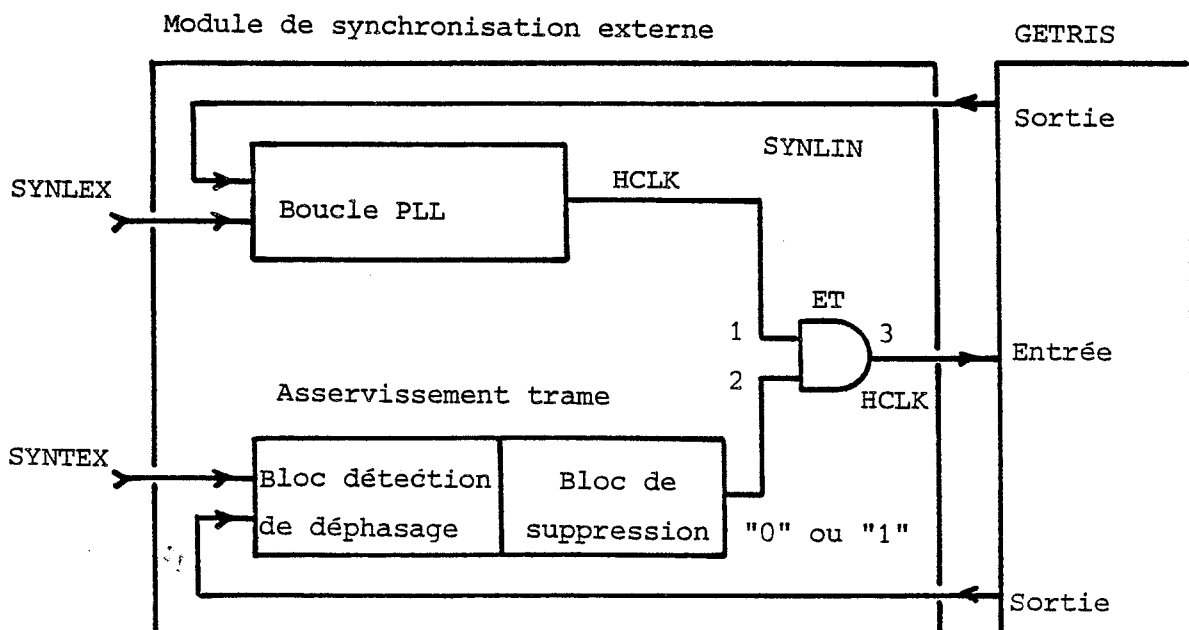 Module de synchronisation externe
GETRIS
Sortie
SYNLIN
SYNLEX
HCLK
Boucle PLL
ET
1
3
Entrée
2
HCLK
Asservissement trame
SYNTEX
Bloc détection
de déphasage
Bloc de
suppression
"0" ou "1"
Sortie